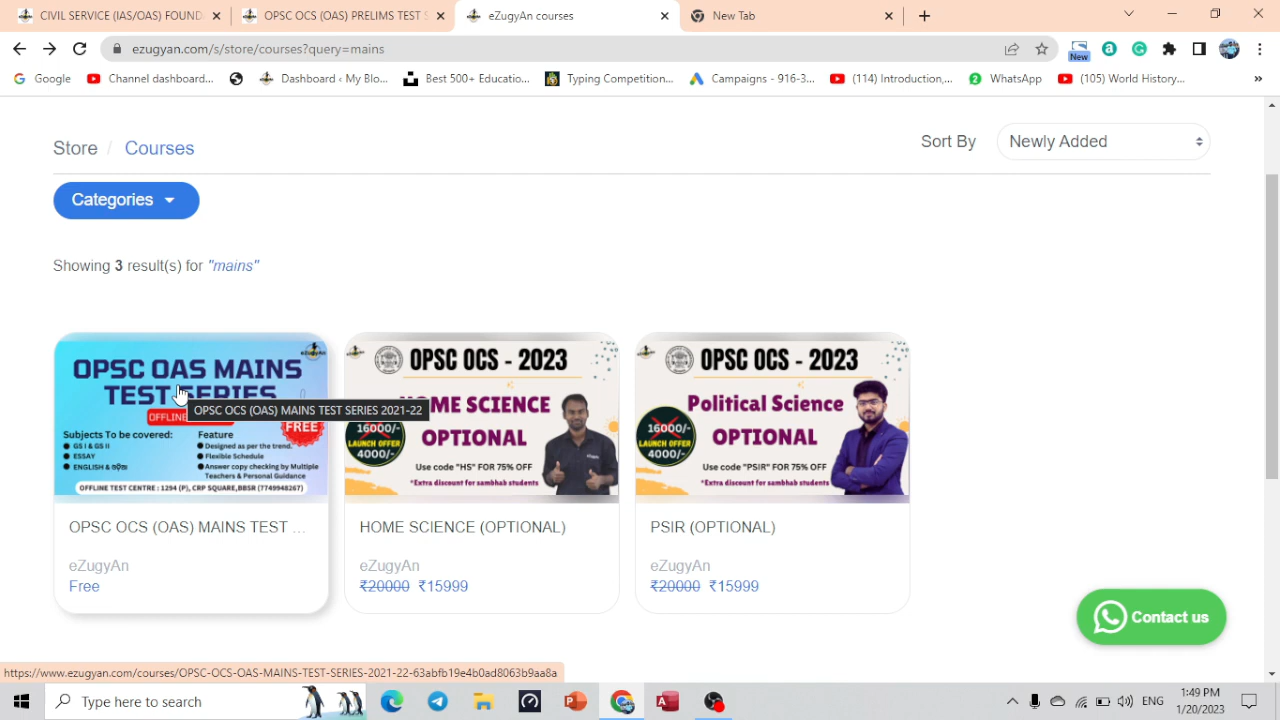 CIVIL SERVICE (IAS/OAS) FOUND
OPSC OCS (OAS) PRELIMS TEST S
eZugyAn courses
New Tab
ezugyan.com/s/store/courses?query=mains
New
Google
Channel dashboard...
Dashboard ‹ My Blo...
Best 500+ Educatio...
Typing Competition...
Campaigns - 916-3...
(114) Introduction,...
2
WhatsApp
(105) World History...
»
Store / Courses
Sort By
Newly Added
Categories
Showing 3 result(s) for "mains"
eZugyAn
OPSC OAS MAINS
TEST SERIES
OFFLINE
FREE
Subjects To be covered:
GS I & GS II
ESSAY
ENGLISH & ଓଡ଼ିଆ
Feature
Designed as per the trend.
Flexible Schedule
Answer copy checking by Multiple
Teachers & Personal Guidance
OFFLINE TEST CENTRE : 1294 (P), CRP SQUARE,BBSR (7749948267)
OPSC OCS (OAS) MAINS TEST SERIES 2021-22
OPSC OCS (OAS) MAINS TEST ...
eZugyAn
Free
OPSC OCS - 2023
HOME SCIENCE
OPTIONAL
16000/-
LAUNCH OFFER
4000/-
Use code "HS" FOR 75% OFF
*Extra discount for sambhab students
HOME SCIENCE (OPTIONAL)
eZugyAn
₹20000 ₹15999
OPSC OCS - 2023
Political Science
OPTIONAL
16000/-
LAUNCH OFFER
4000/-
Use code "PSIR" FOR 75% OFF
*Extra discount for sambhab students
PSIR (OPTIONAL)
eZugyAn
₹20000 ₹15999
Contact us
https://www.ezugyan.com/courses/OPSC-OCS-OAS-MAINS-TEST-SERIES-2021-22-63abfb19e4b0ad8063b9aa8a
Type here to search
ENG
1:49 PM
1/20/2023